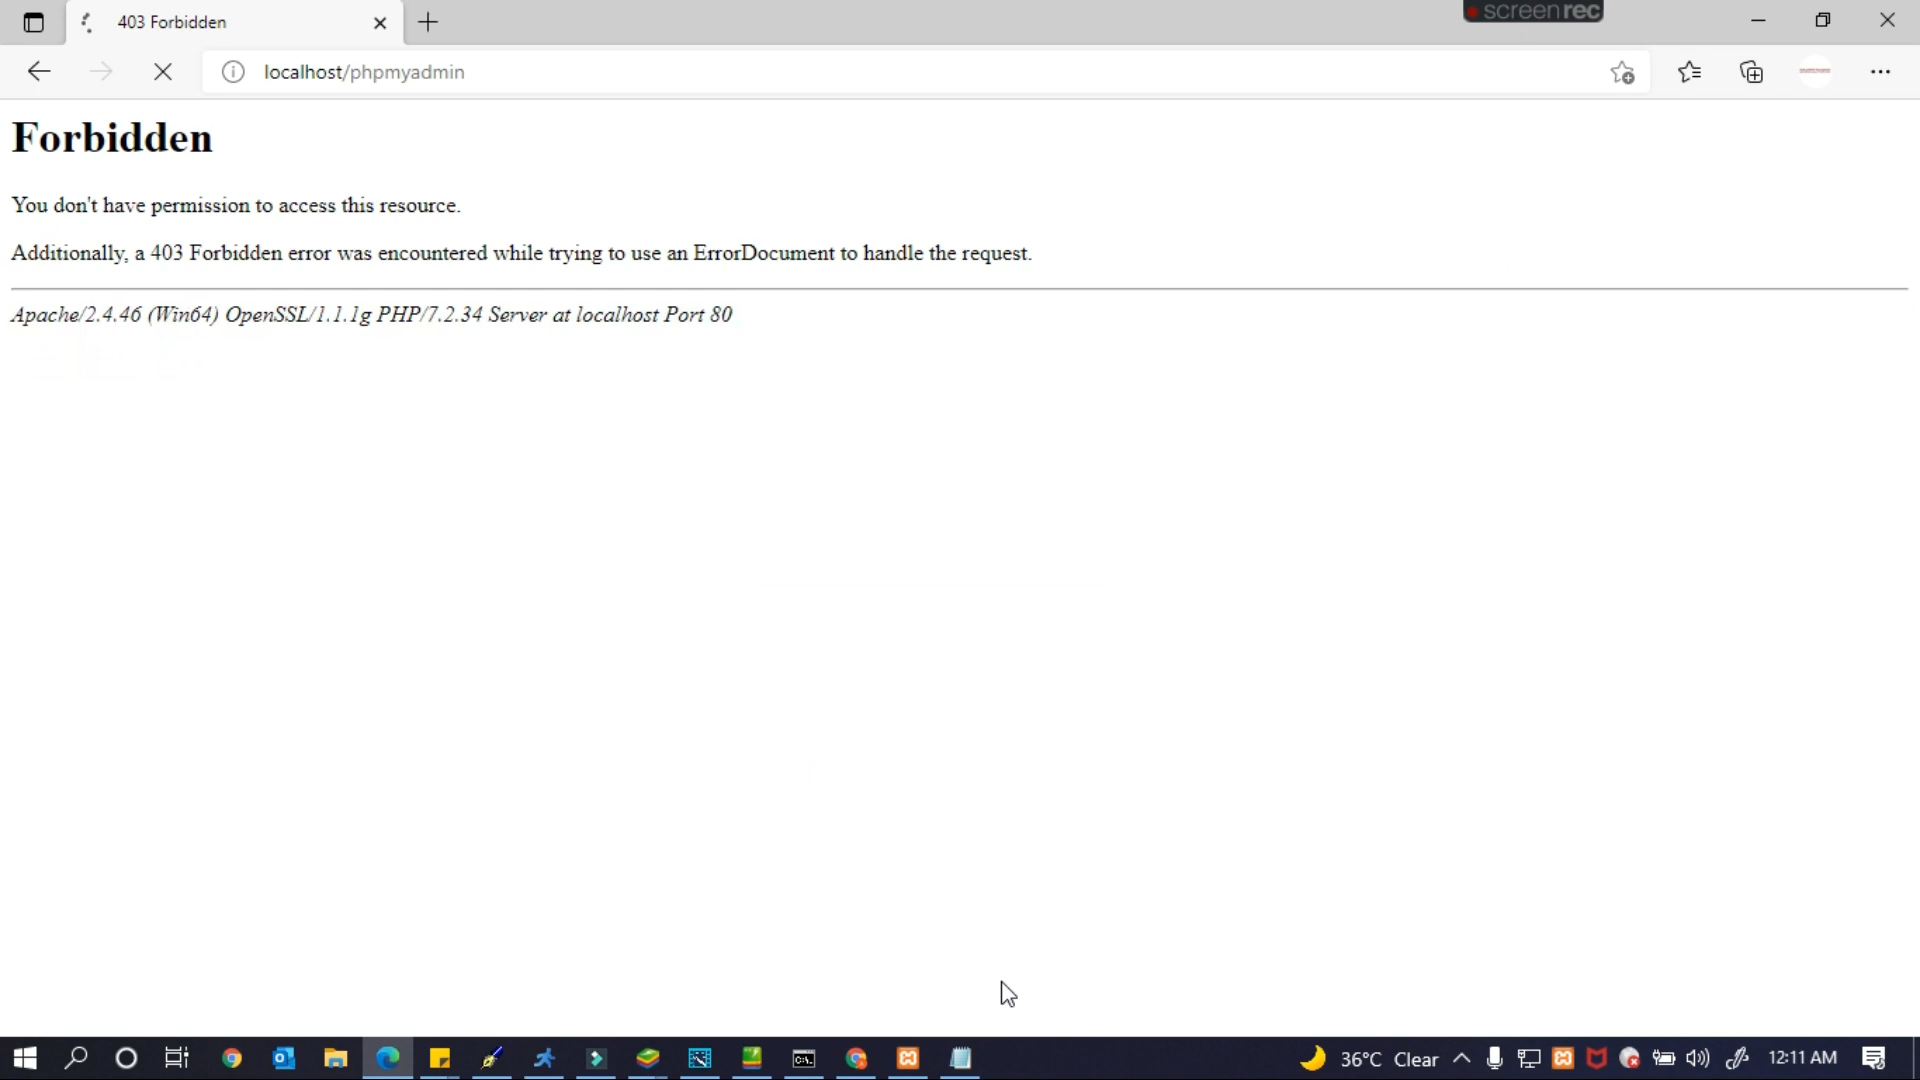 403 Forbidden
screenrec
localhost/phpmyadmin
Forbidden
You don't have permission to access this resource.
Additionally, a 403 Forbidden error was encountered while trying to use an ErrorDocument to handle the request.
Apache/2.4.46 (Win64) OpenSSL/1.1.1g PHP/7.2.34 Server at localhost Port 80
36°C Clear
12:11 AM